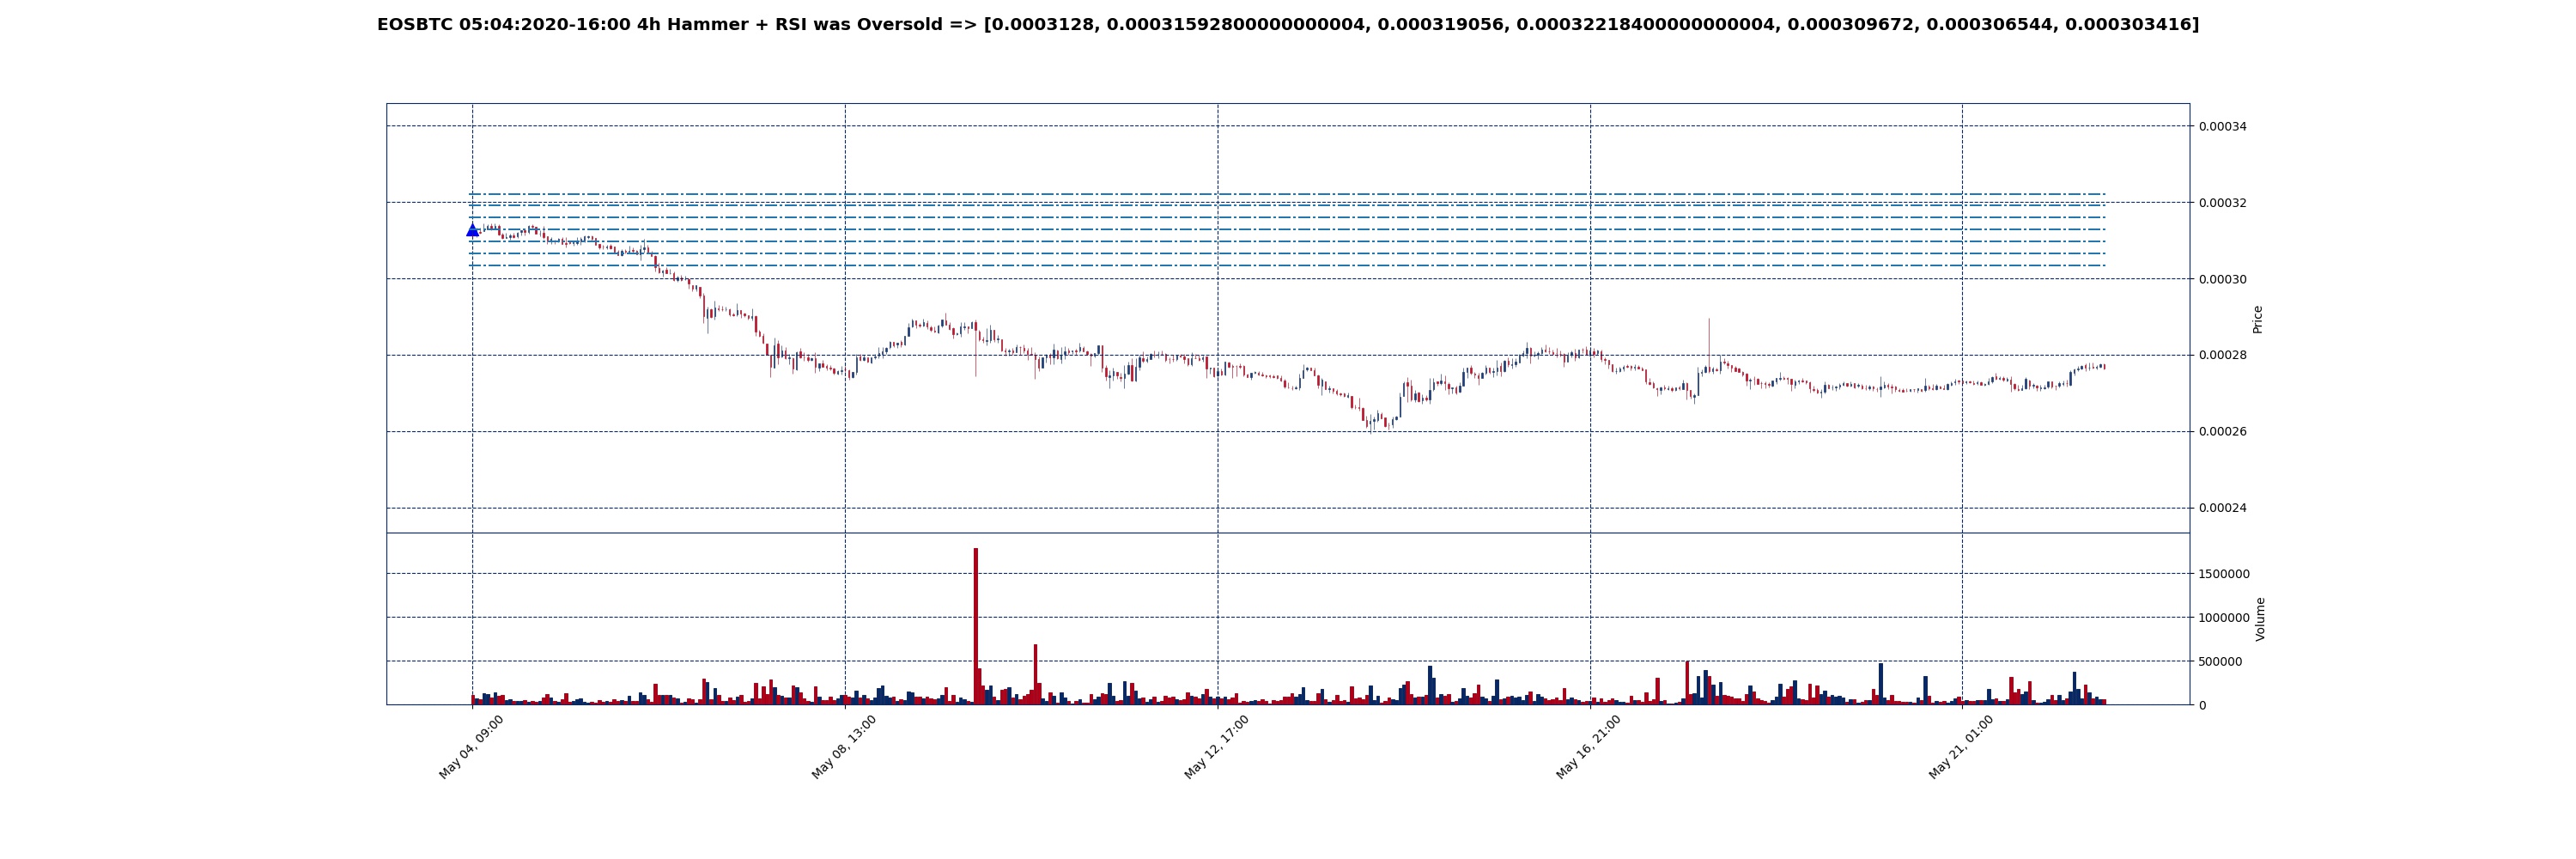 EOSBTC 05:04:2020-16:00 4h Hammer + RSI was Oversold => [0.0003128, 0.00031592800000000004, 0.000319056, 0.00032218400000000004, 0.000309672, 0.000306544, 0.000303416]
0.00034
0.00032
0.00030
0.00028
0.00026
0.00024
Price
1500000
1000000
500000
0
Volume
May 04, 09:00
May 08, 13:00
May 12, 17:00
May 16, 21:00
May 21, 01:00